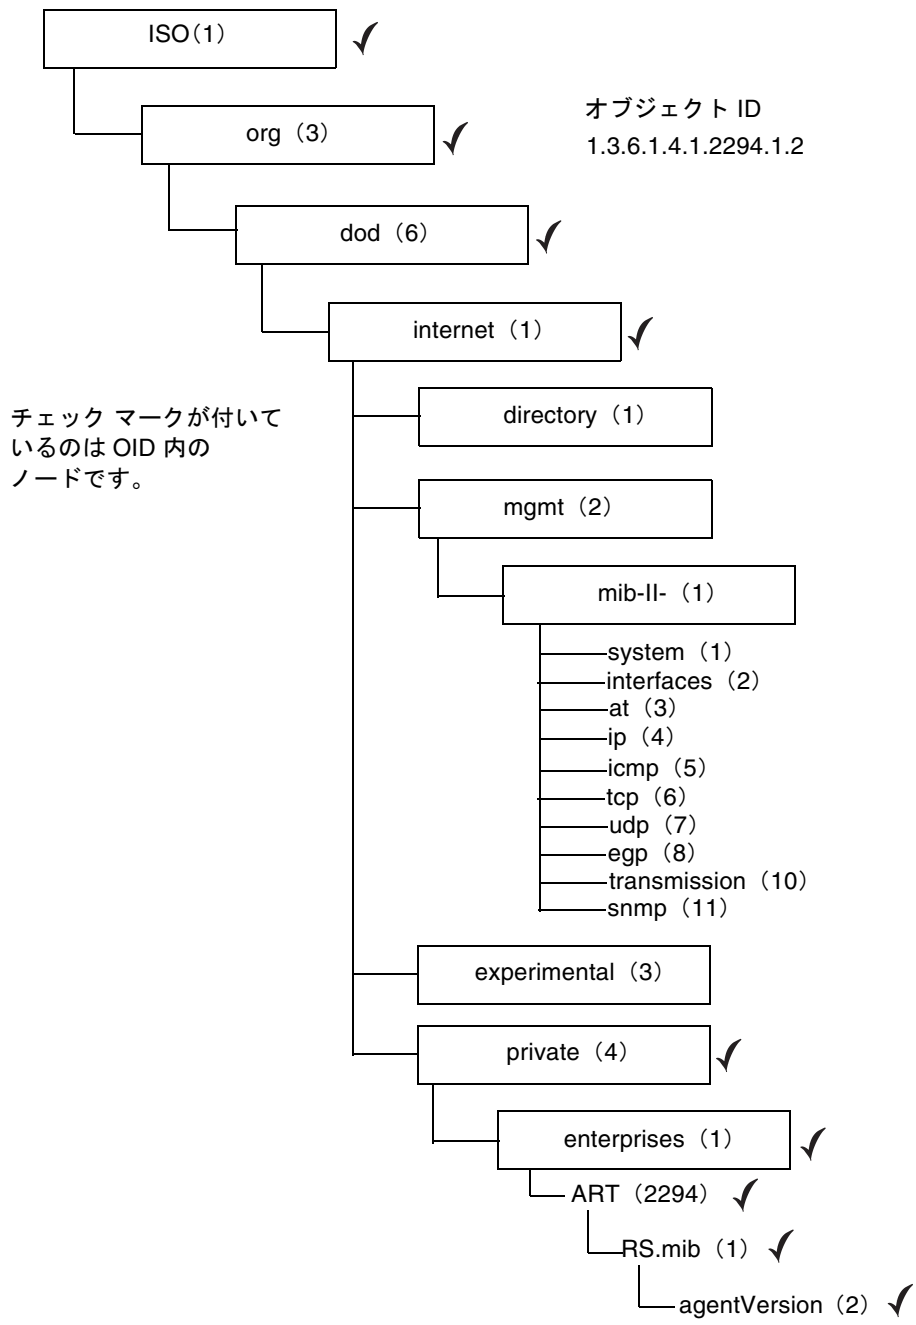 ISO（1）
org（3）
オブジェクト ID
1.3.6.1.4.1.2294.1.2
dod（6）
internet（1）
directory（1）
チェック マークが付いて
いるのは OID 内の
ノードです。
mgmt（2）
mib-II-（1）
system（1）
interfaces（2）
at（3）
ip（4）
icmp（5）
tcp（6）
udp（7）
egp（8）
transmission（10）
snmp（11）
experimental（3）
private（4）
enterprises（1）
ART（2294）
RS.mib（1）
agentVersion（2）